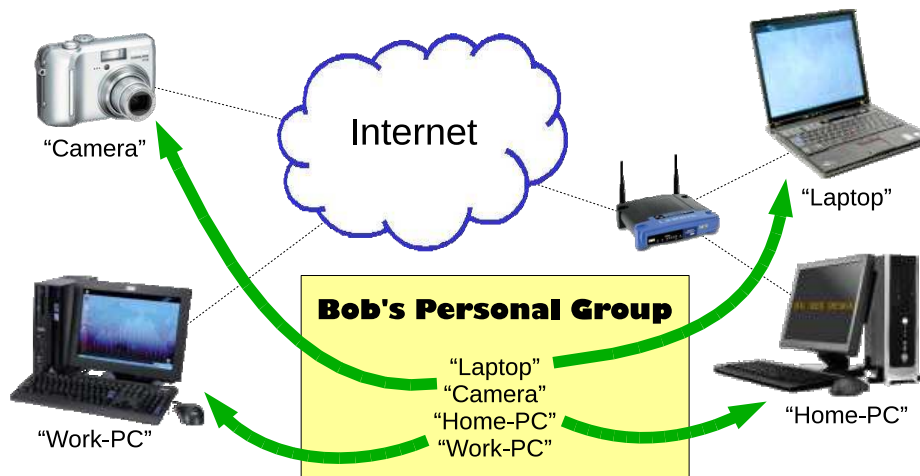 Internet
“Camera”
“Laptop”
Bob's Personal Group
“Laptop”
“Camera”
“Home-PC”
“Work-PC”
“Work-PC”
“Home-PC”